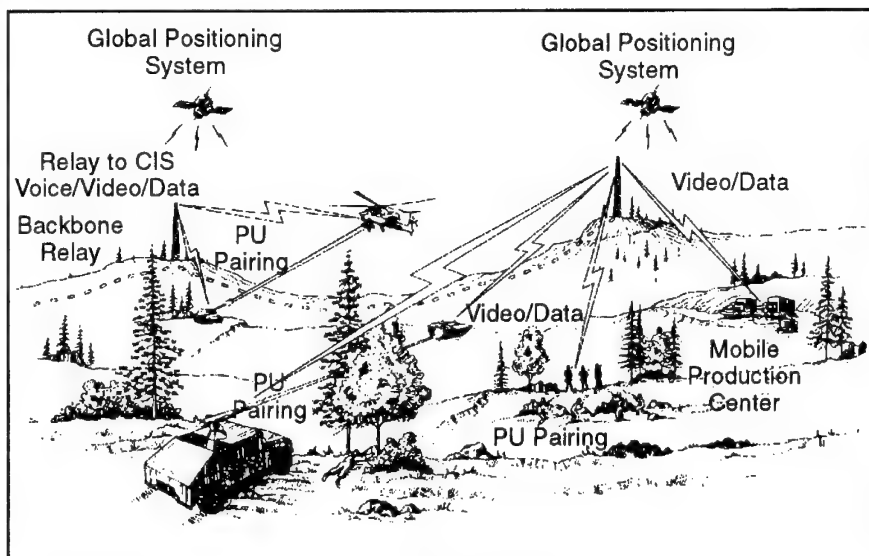 Global Positioning
System
Global Positioning
System
Relay to CIS
Voice/Video/Data
Backbone
Relay
PU
Pairing
Video/Data
Video/Data
PU
Pairing
Mobile
Production
Center
PU Pairing